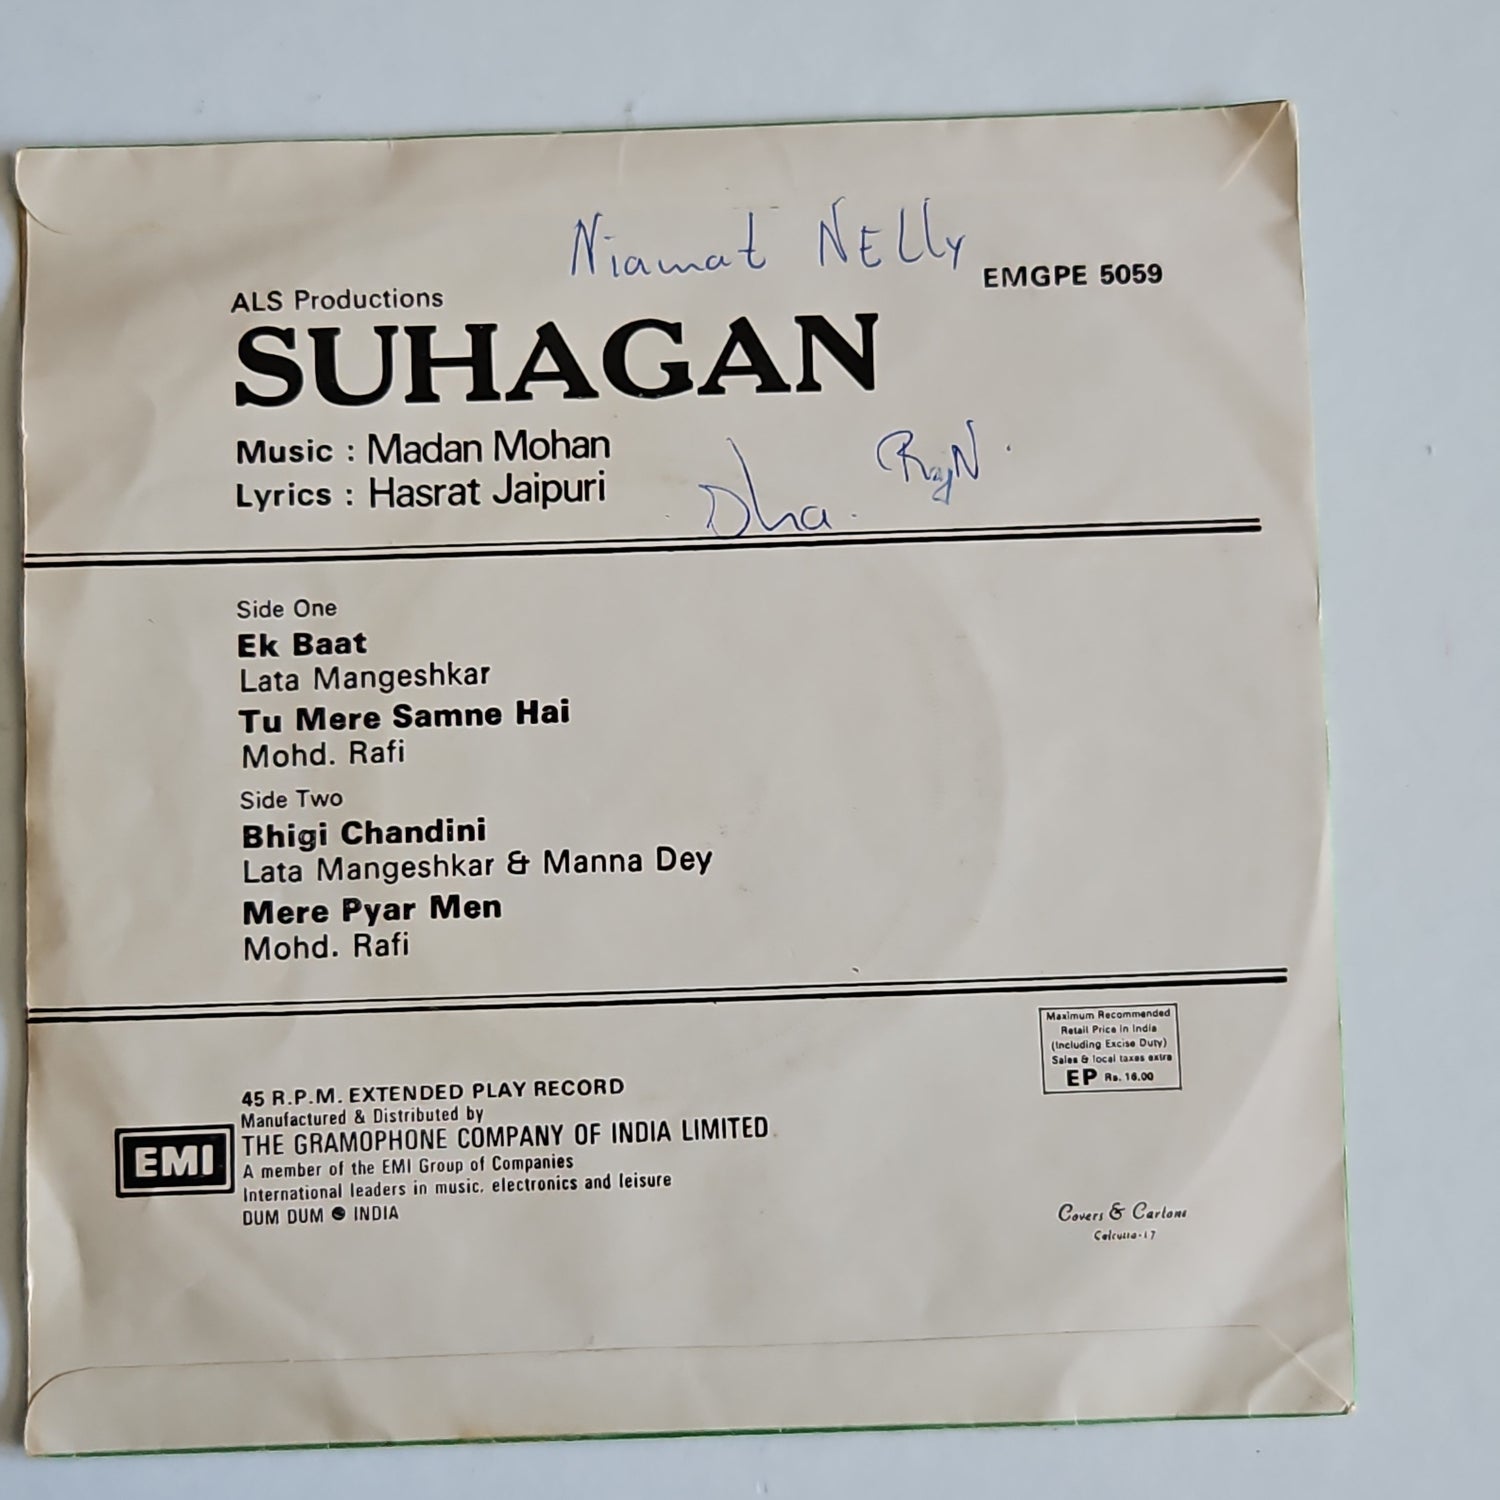 Niamat NELLY
EMGPE 5059
ALS Productions
SUHAGAN
Music : Madan Mohan
Lyrics : Hasrat Jaipuri
Side One
Ek Baat
Lata Mangeshkar
Tu Mere Samne Hai
Mohd. Rafi
Side Two
Bhigi Chandini
Lata Mangeshkar & Manna Dey
Mere Pyar Men
Mohd. Rafi
Maximum Recommended
Retail Price in India
(Including Excise Duty)
Sales & local taxes extra
EP Rs. 16.00
45 R.P.M. EXTENDED PLAY RECORD
Manufactured & Distributed by
THE GRAMOPHONE COMPANY OF INDIA LIMITED
A member of the EMI Group of Companies
International leaders in music, electronics and leisure
DUM DUM INDIA
EMI
Covers & Cartons
Calcutta-17